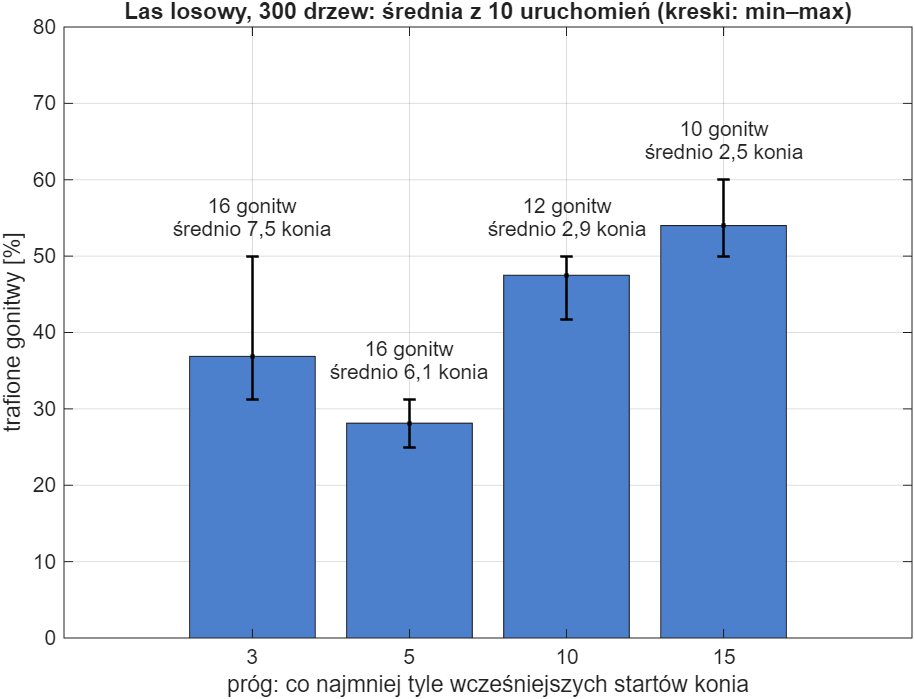 Las losowy, 300 drzew: średnia z 10 uruchomień (kreski: min–max)
80
70
60
50
40
30
20
10
0
trafione gonitwy [%]
16 gonitw
średnio 7,5 konia
16 gonitw
średnio 6,1 konia
12 gonitw
średnio 2,9 konia
10 gonitw
średnio 2,5 konia
3
5
10
15
próg: co najmniej tyle wcześniejszych startów konia